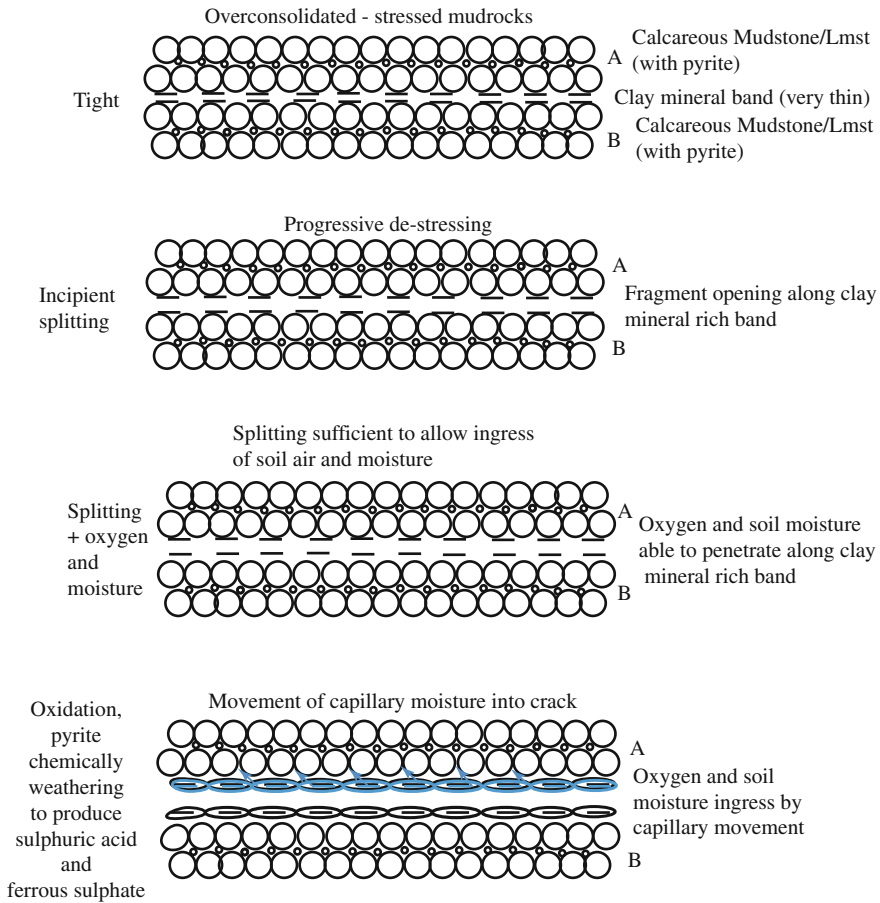 Overconsolidated - stressed mudrocks
A
Calcareous Mudstone/Lmst
(with pyrite)
Tight
Clay mineral band (very thin)
B
Calcareous Mudstone/Lmst
(with pyrite)
Progressive de-stressing
A
Incipient
splitting
Fragment opening along clay
mineral rich band
B
Splitting sufficient to allow ingress
of soil air and moisture
Splitting
+ oxygen
and
moisture
A
Oxygen and soil moisture
able to penetrate along clay
mineral rich band
B
Movement of capillary moisture into crack
Oxidation,
pyrite
chemically
weathering
to produce
sulphuric acid
and
ferrous sulphate
A
Oxygen and soil
moisture ingress by
capillary movement
B